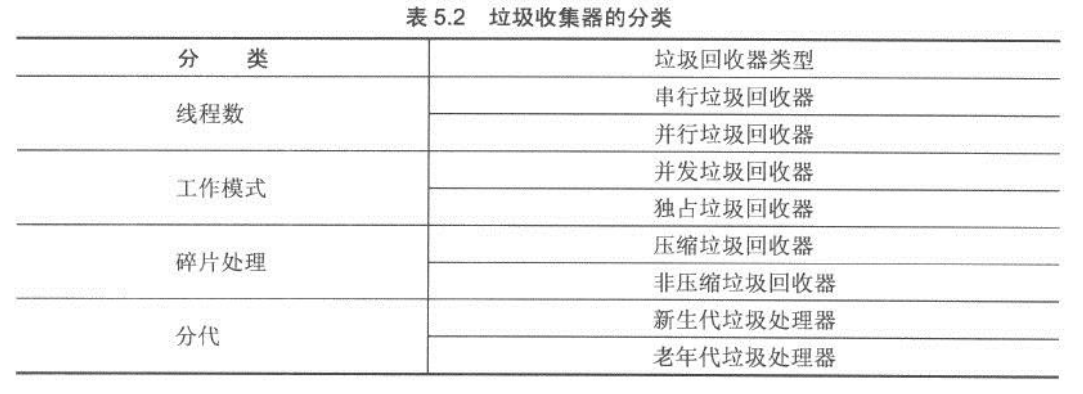 表 5.2 垃圾收集器的分类
分 类 垃圾回收器类型
线程数 串行垃圾回收器
并行垃圾回收器
工作模式 并发垃圾回收器
独占垃圾回收器
碎片处理 压缩垃圾回收器
非压缩垃圾回收器
分代 新生代垃圾处理器
老年代垃圾处理器